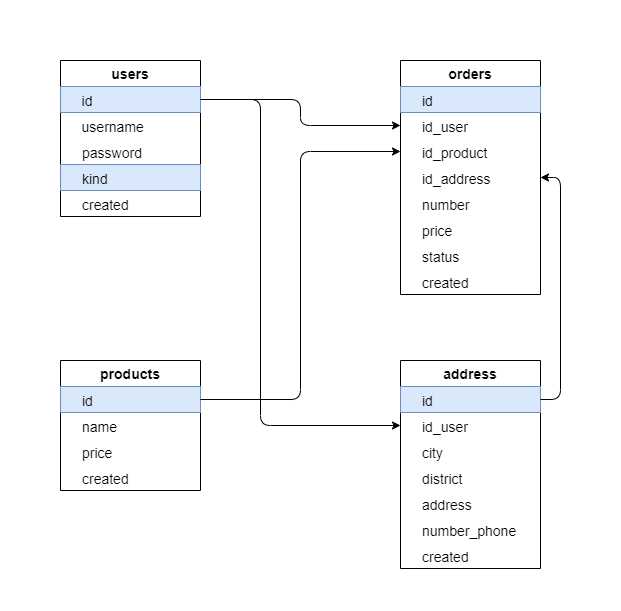 users
id
username
password
kind
created
orders
id
id_user
id_product
id_address
number
price
status
created
products
id
name
price
created
address
id
id_user
city
district
address
number_phone
created